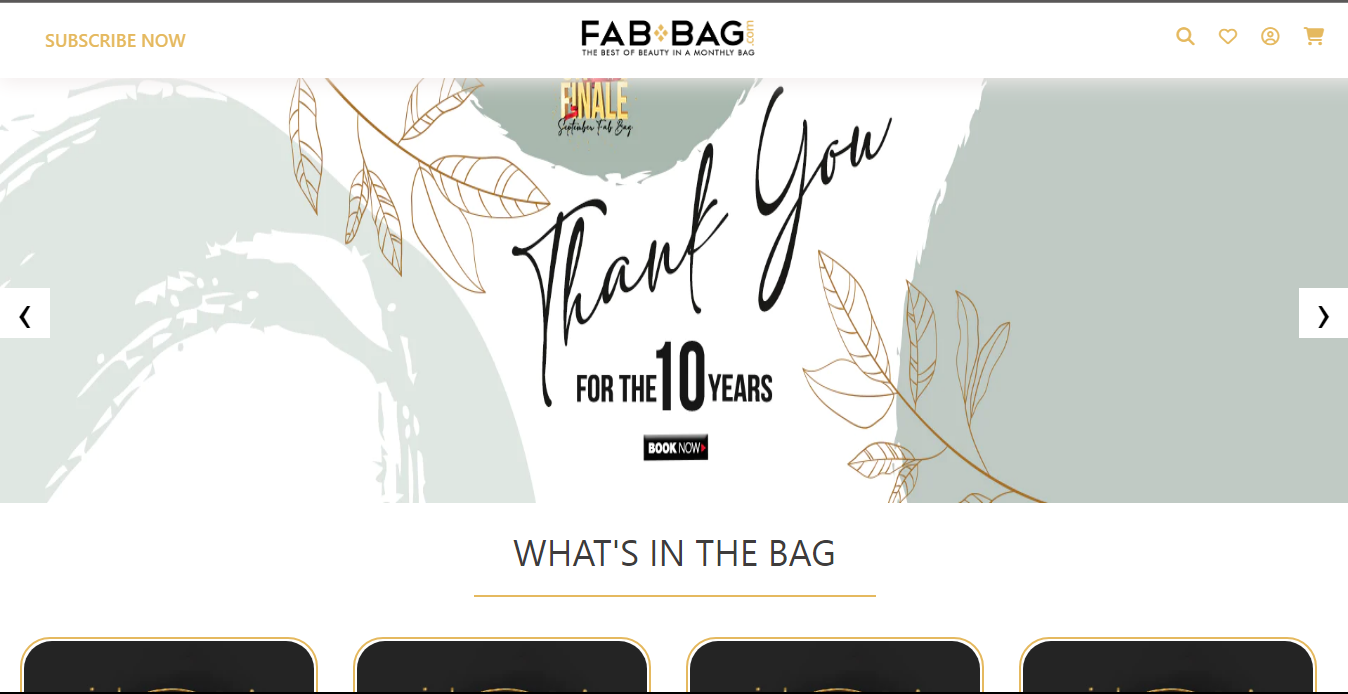 SUBSCRIBE NOW
FAB BAG.com
THE BEST OF BEAUTY IN A MONTHLY BAG
FINALE
September Fab Bag
Thank You
FOR THE 10 YEARS
BOOK NOW
WHAT'S IN THE BAG